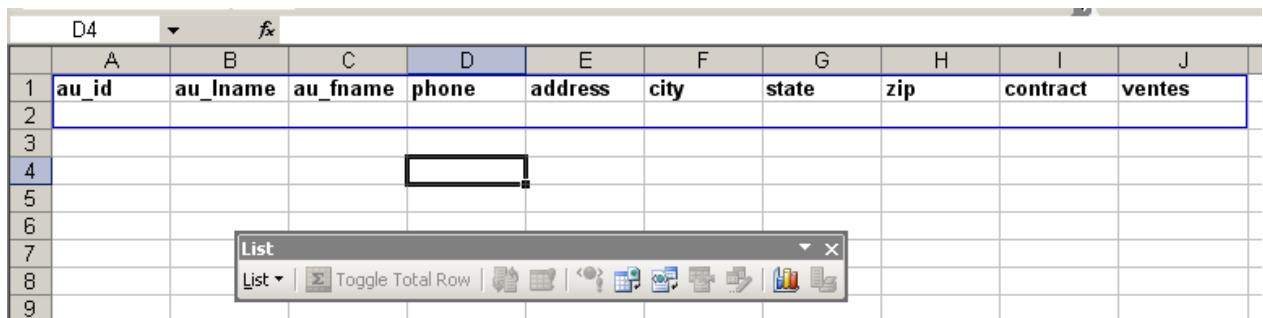 D4 fx
A B C D E F G H I J
1 au_id au_lname au_fname phone address city state zip contract ventes
2
3
4
5
6
7
8
9
List
List Σ Toggle Total Row